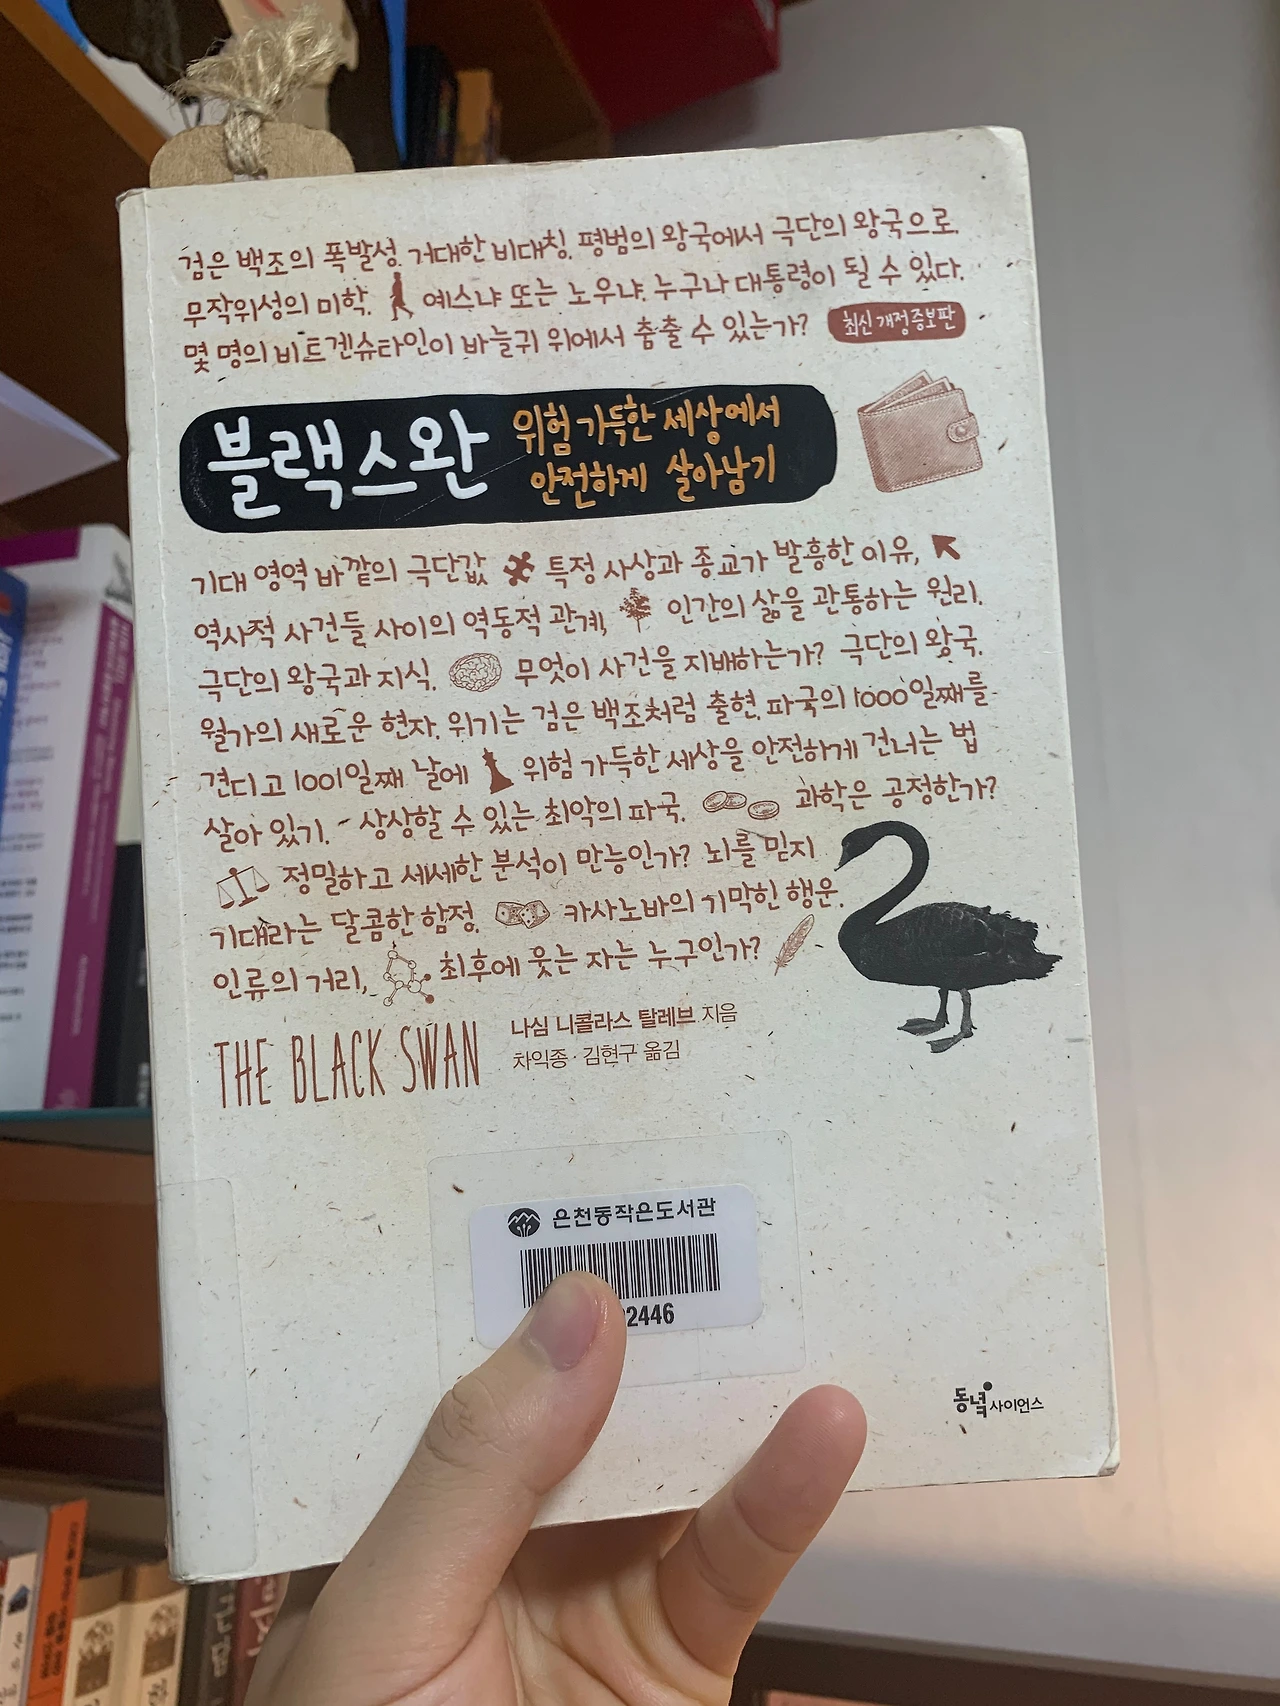 검은 백조의 폭발성. 거대한 비대칭. 평범의 왕국에서 극단의 왕국으로.
무작위성의 미학. 예스냐 또는 노우냐. 누구나 대통령이 될 수 있다.
몇 명의 비트겐슈타인이 바늘귀 위에서 춤출 수 있는가? 최신 개정증보판
블랙스완 위험 가득한 세상에서
안전하게 살아남기
기대 영역 바깥의 극단값 특정 사상과 종교가 발흥한 이유,
역사적 사건들 사이의 역동적 관계, 인간의 삶을 관통하는 원리.
극단의 왕국과 지식. 무엇이 사건을 지배하는가? 극단의 왕국.
월가의 새로운 현자. 위기는 검은 백조처럼 출현. 파국의 1000일째를
견디고 1001일째 날에 위험 가득한 세상을 안전하게 건너는 법
살아 있기. - 상상할 수 있는 최악의 파국. 과학은 공정한가?
정밀하고 세세한 분석이 만능인가? 뇌를 믿지
기대라는 달콤한 함정. 카사노바의 기막힌 행운.
인류의 거리, 최후에 웃는 자는 누구인가?
THE BLACK SWAN
나심 니콜라스 탈레브 지음
차익종·김현구 옮김
은천동작은도서관
2446
동녘사이언스